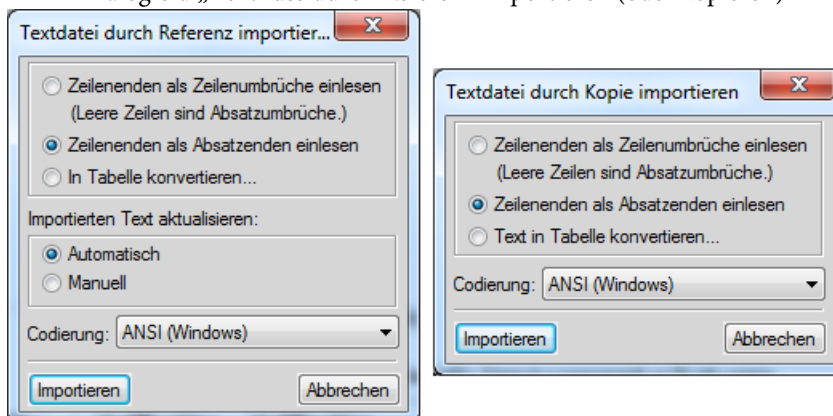 Textdatei durch Referenz importier...
Zeilenenden als Zeilenumbrüche einlesen
(Leere Zeilen sind Absatzumbrüche.)
Zeilenenden als Absatzenden einlesen
In Tabelle konvertieren...
Importierten Text aktualisieren:
Automatisch
Manuell
Codierung: ANSI (Windows)
Importieren Abbrechen
Textdatei durch Kopie importieren
Zeilenenden als Zeilenumbrüche einlesen
(Leere Zeilen sind Absatzumbrüche.)
Zeilenenden als Absatzenden einlesen
Text in Tabelle konvertieren...
Codierung: ANSI (Windows)
Importieren Abbrechen